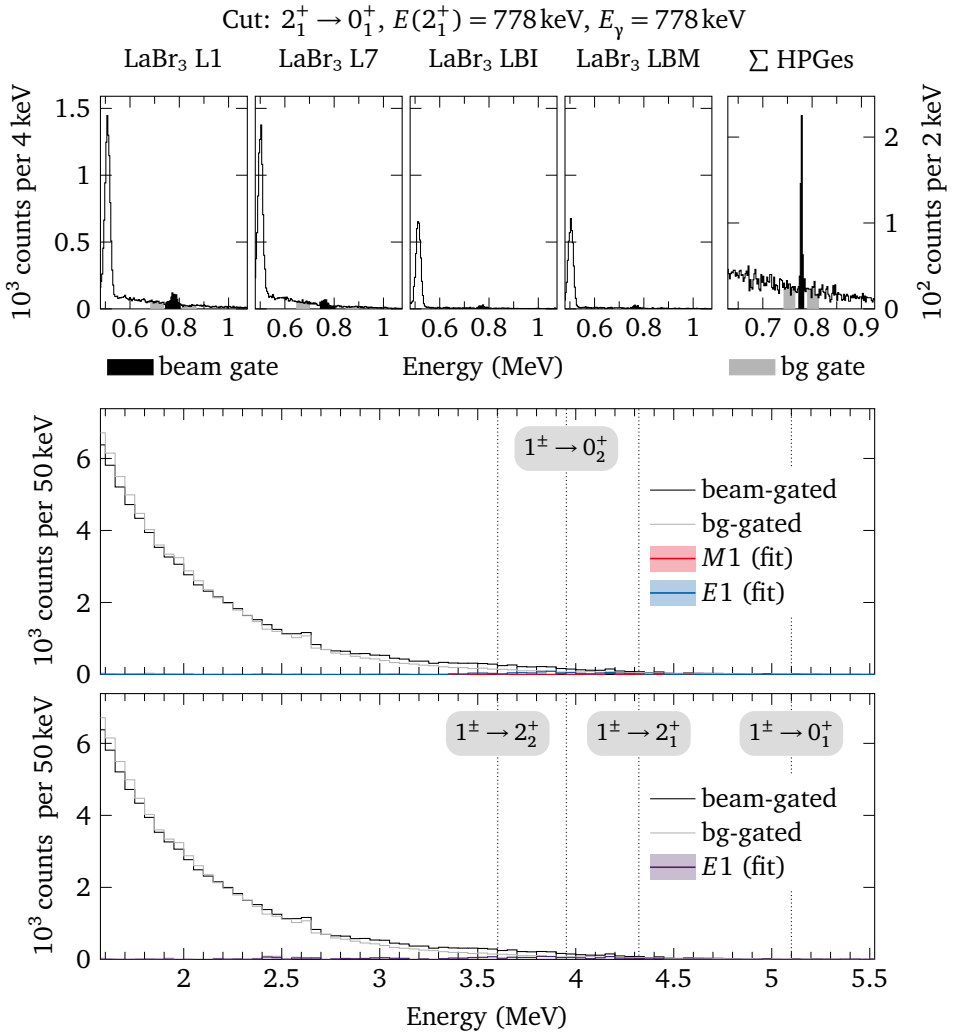 Cut: 2₁⁺ → 0₁⁺, E(2₁⁺) = 778 keV, E_γ = 778 keV
LaBr₃ L1 LaBr₃ L7 LaBr₃ LBI LaBr₃ LBM ∑ HPGes
10³ counts per 4 keV
1.5
1
0.5
0
2
1
0
10² counts per 2 keV
0.6 0.8 1 0.6 0.8 1 0.6 0.8 1 0.6 0.8 1 0.7 0.8 0.9
beam gate Energy (MeV) bg gate
10³ counts per 50 keV
6
4
2
0
1± → 0₂⁺
beam-gated
bg-gated
M1 (fit)
E1 (fit)
10³ counts per 50 keV
6
4
2
0
1± → 2₂⁺ 1± → 2₁⁺ 1± → 0₁⁺
beam-gated
bg-gated
E1 (fit)
2 2.5 3 3.5 4 4.5 5 5.5
Energy (MeV)